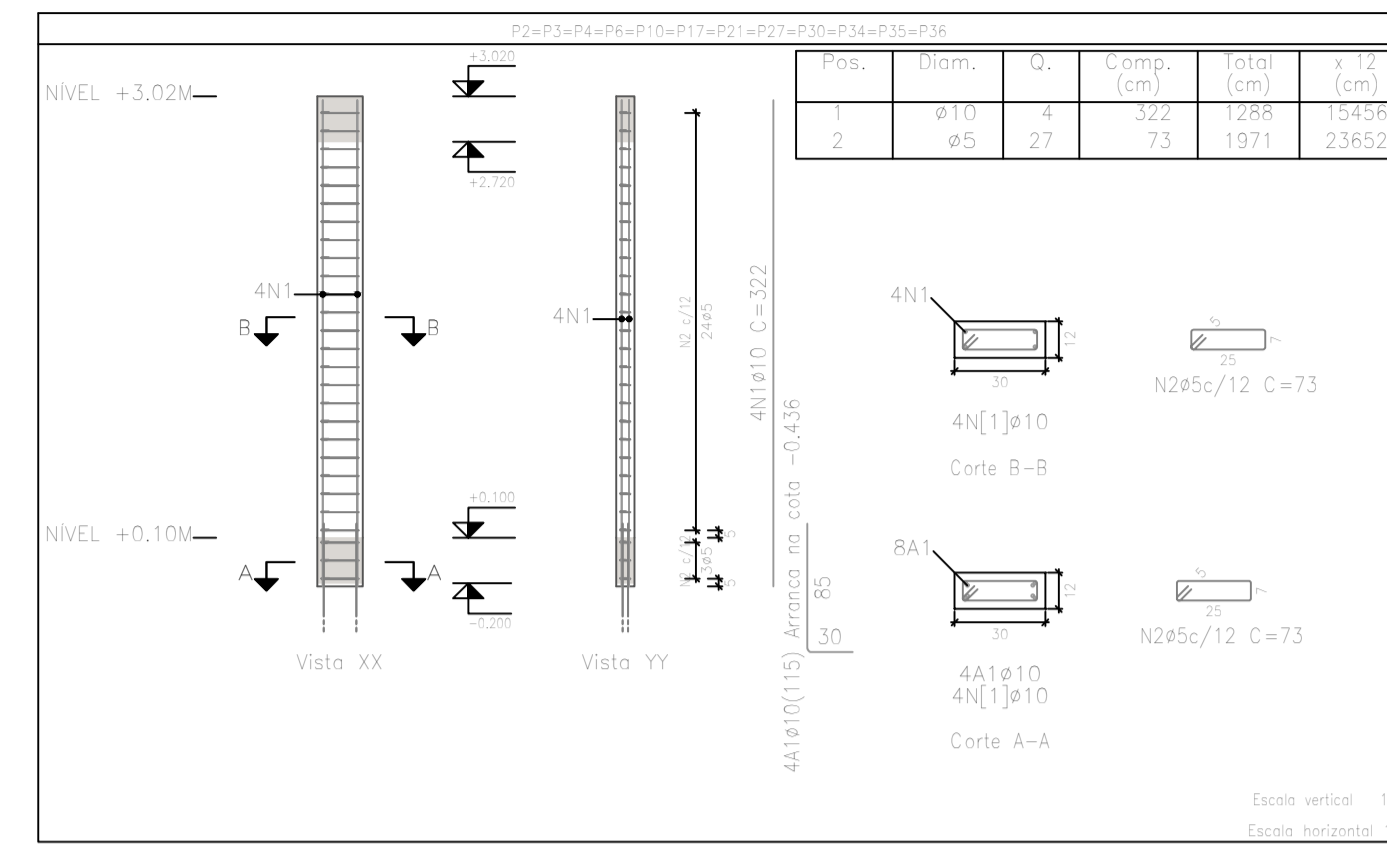 P2=P3=P4=P6=P10=P17=P21=P27=P30=P34=P35=P36
Pos. Diam. Q. Comp. (cm) Total (cm) x 12 (cm)
1 ø10 4 322 1288 15456
2 ø5 27 73 1971 23652
NÍVEL +3.02M
+3.020
+2.720
4N1
B B
4N1
N2 c/12
24ø5
4N1ø10 C=322
NÍVEL +0.10M
+0.100
-0.200
A A
N2 c/12
3ø5
5
5
Vista XX
Vista YY
4A1ø10(115) Arranca na cota -0.436
85
30
4N1
12
30
4N[1]ø10
Corte B-B
5
7
25
N2ø5c/12 C=73
8A1
12
30
4A1ø10
4N[1]ø10
Corte A-A
5
7
25
N2ø5c/12 C=73
Escala vertical
Escala horizontal